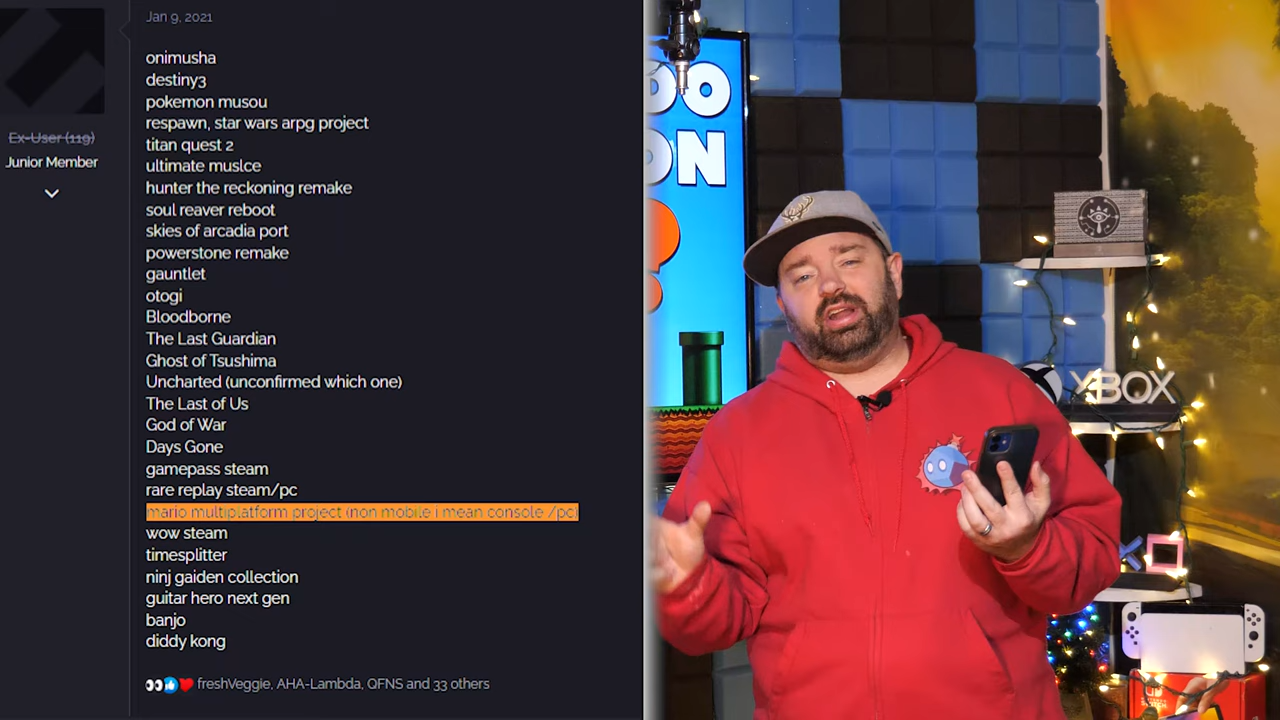 Jan 9, 2021
Ex-User (119)
Junior Member
onimusha
destiny3
pokemon musou
respawn, star wars arpg project
titan quest 2
ultimate muslce
hunter the reckoning remake
soul reaver reboot
skies of arcadia port
powerstone remake
gauntlet
otogi
Bloodborne
The Last Guardian
Ghost of Tsushima
Uncharted (unconfirmed which one)
The Last of Us
God of War
Days Gone
gamepass steam
rare replay steam/pc
mario multiplatform project (non mobile i mean console /pc)
wow steam
timesplitter
ninj gaiden collection
guitar hero next gen
banjo
diddy kong
freshVeggie, AHA-Lambda, QFNS and 33 others
DO
ON
XBOX